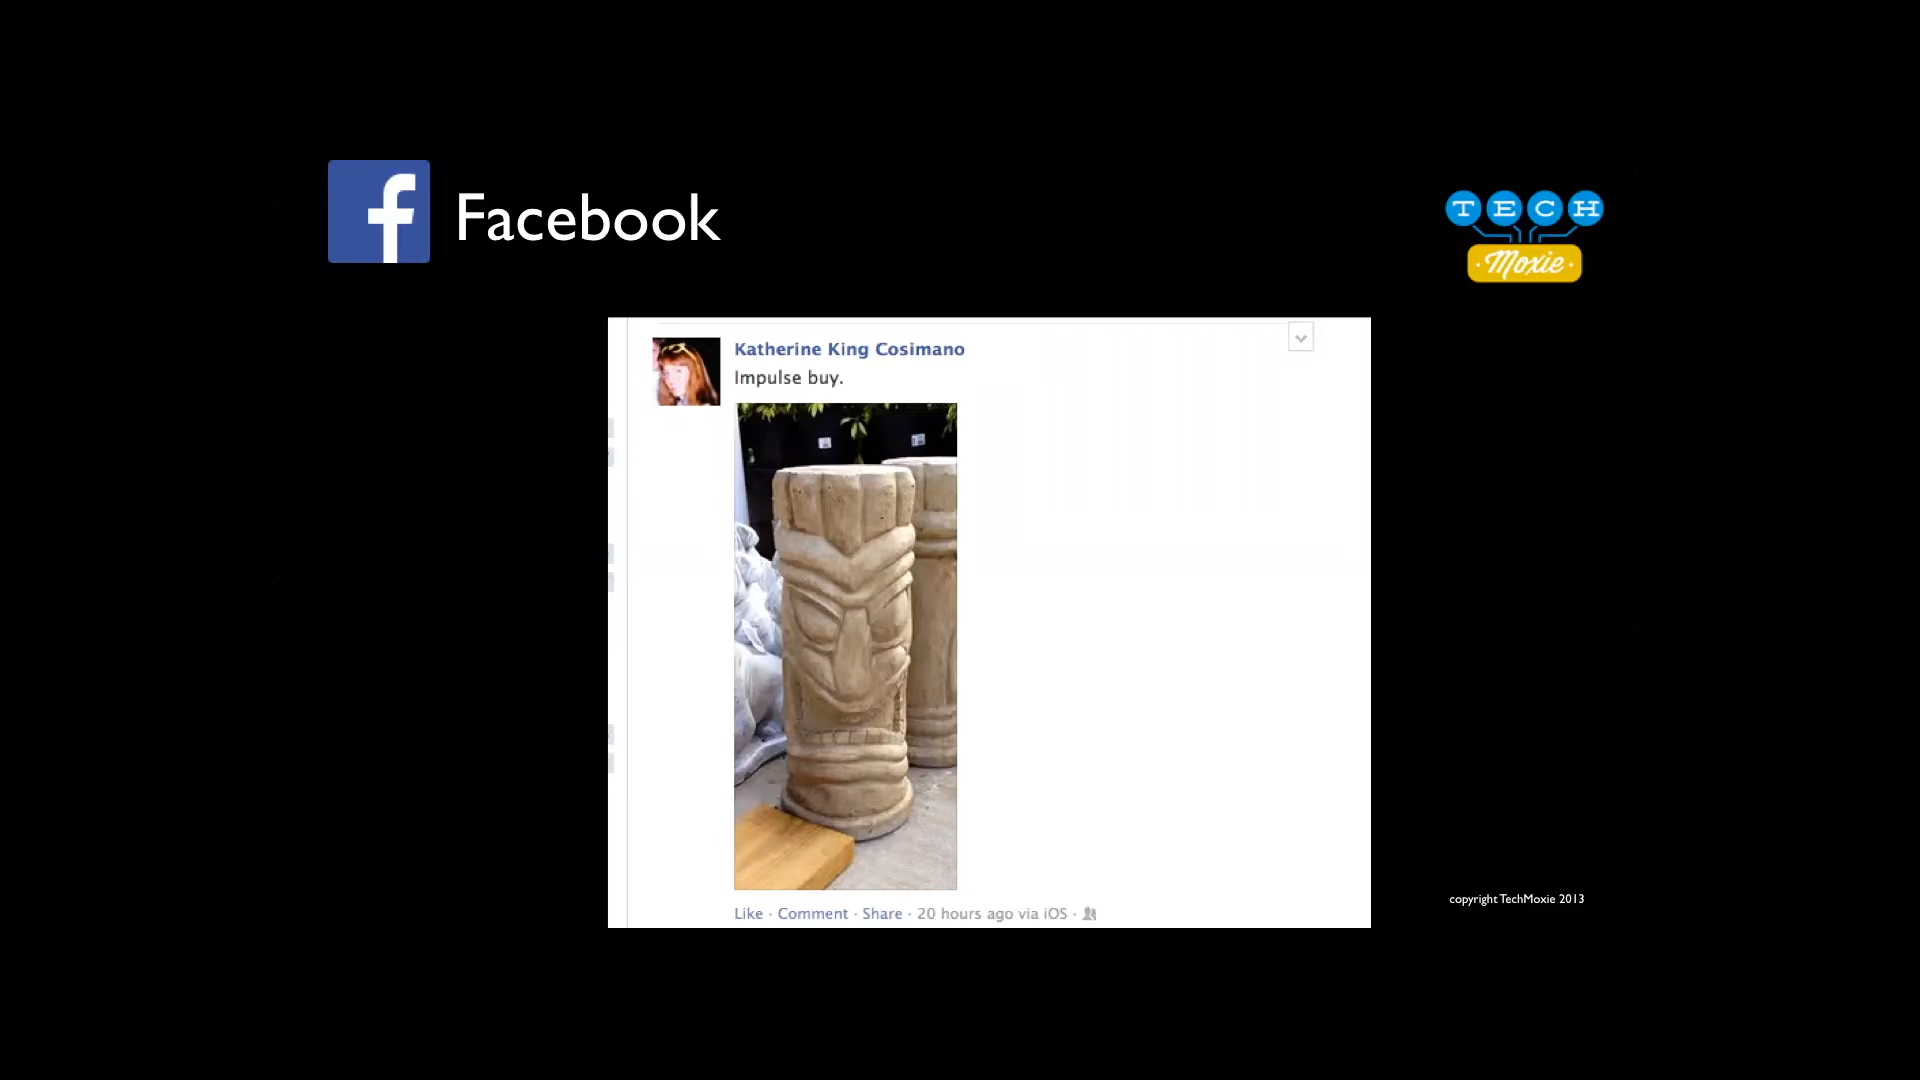 Facebook
TECH
Moxie
Katherine King Cosimano
Impulse buy.
Like · Comment · Share · 20 hours ago via iOS ·
copyright TechMoxie 2013